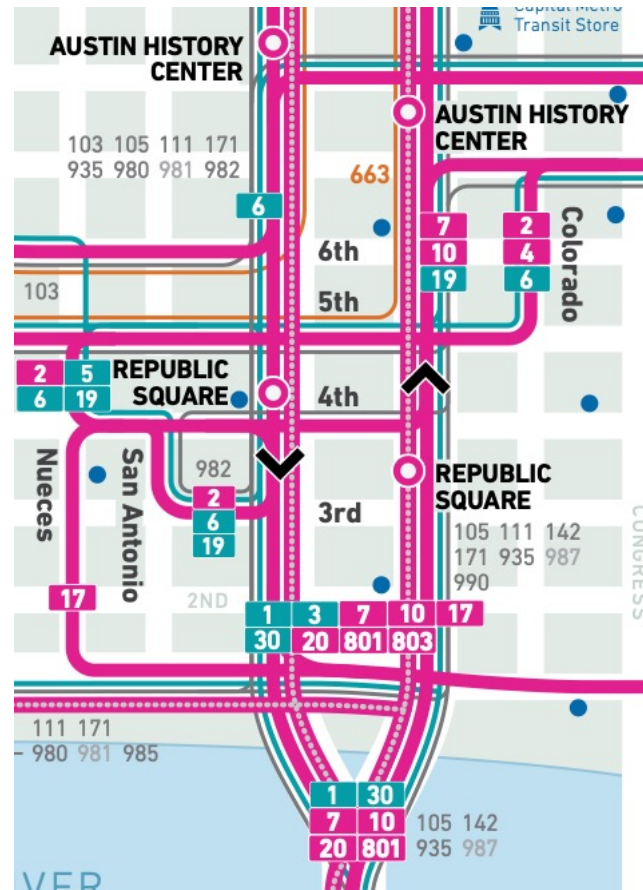 Capital Metro
Transit Store
AUSTIN HISTORY
CENTER
AUSTIN HISTORY
CENTER
103 105 111 171
935 980 981 982
663
6
7
10
19
2
4
6
Colorado
6th
103
5th
2 5
6 19
REPUBLIC
SQUARE
4th
Nueces
San Antonio
982
2
6
19
3rd
REPUBLIC
SQUARE
105 111 142
171 935 987
990
CONGRESS
17
2ND
1 3 7 10 17
30 20 801 803
111 171
980 981 985
1 30
7 10
20 801
105 142
935 987
VER